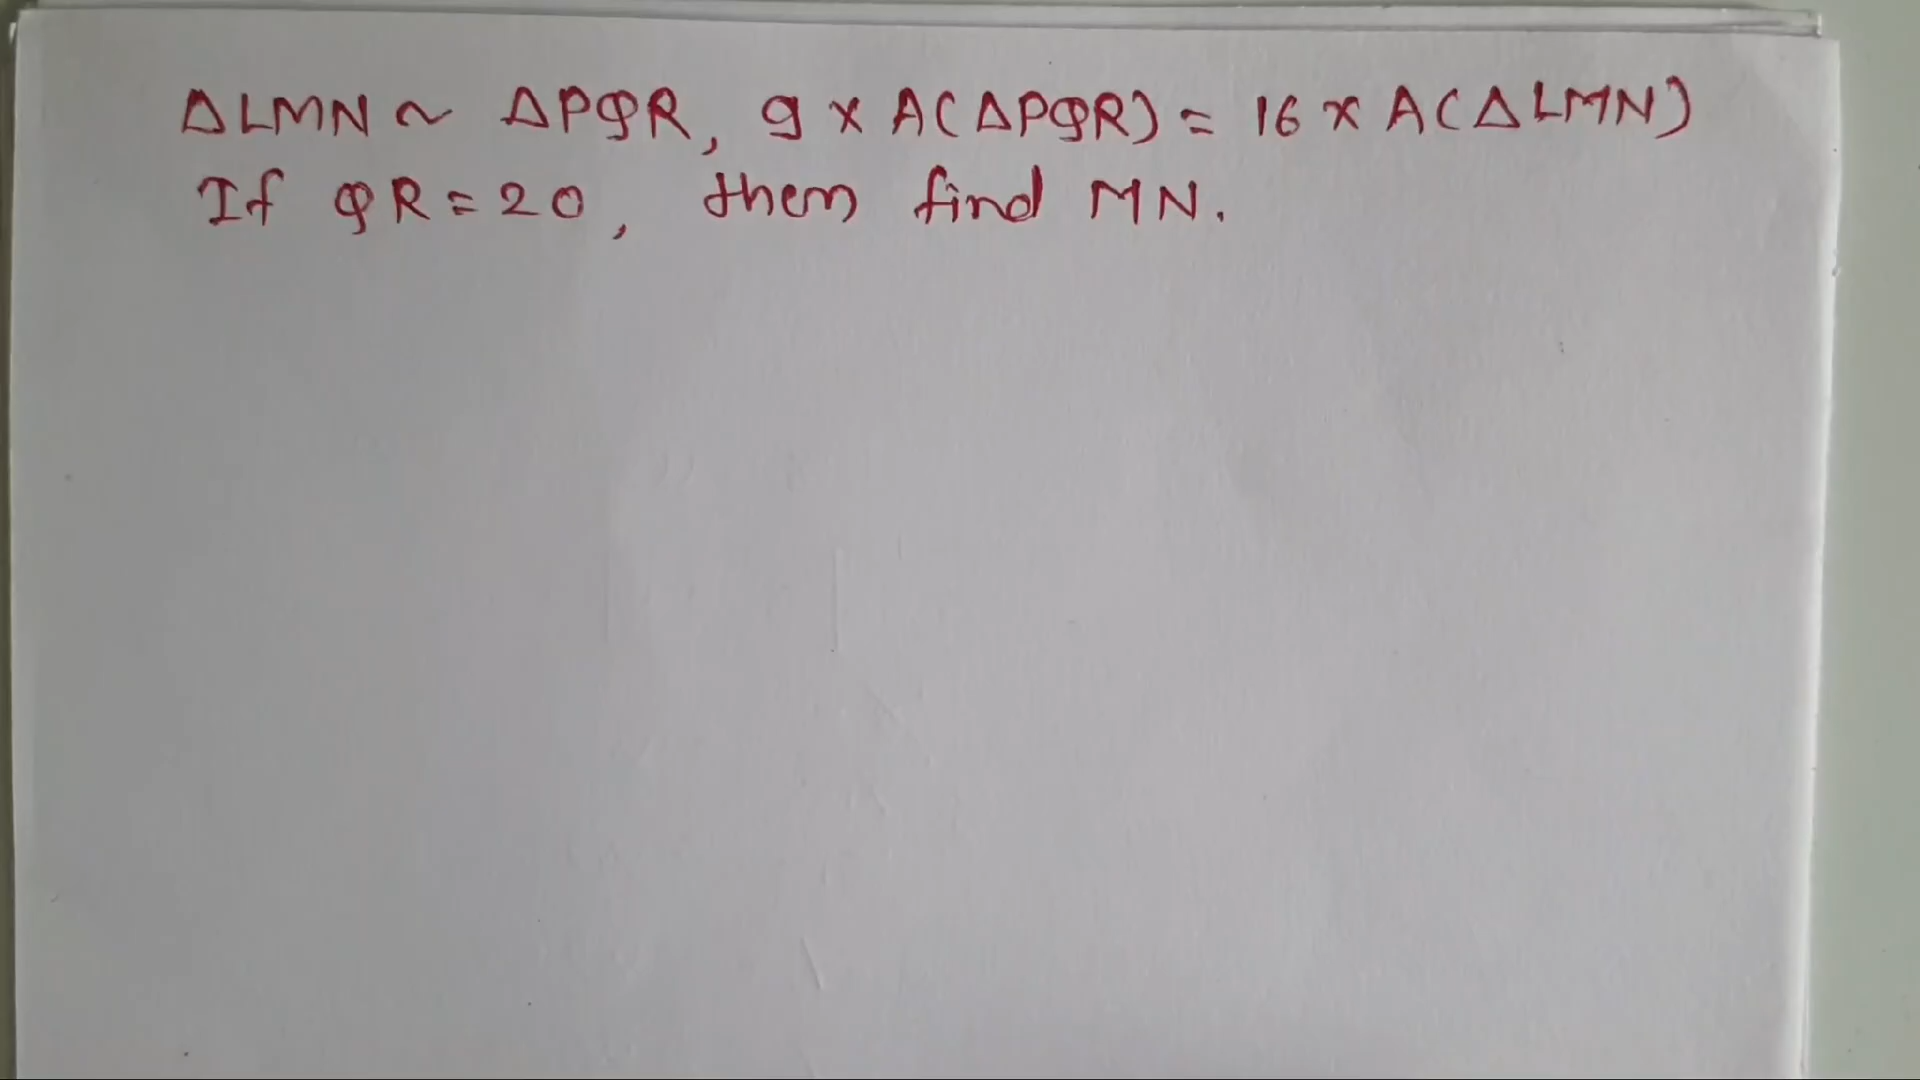 ΔLMN ~ ΔPQR, 9 × A(ΔPQR) = 16 × A(ΔLMN)
If QR = 20, then find MN.